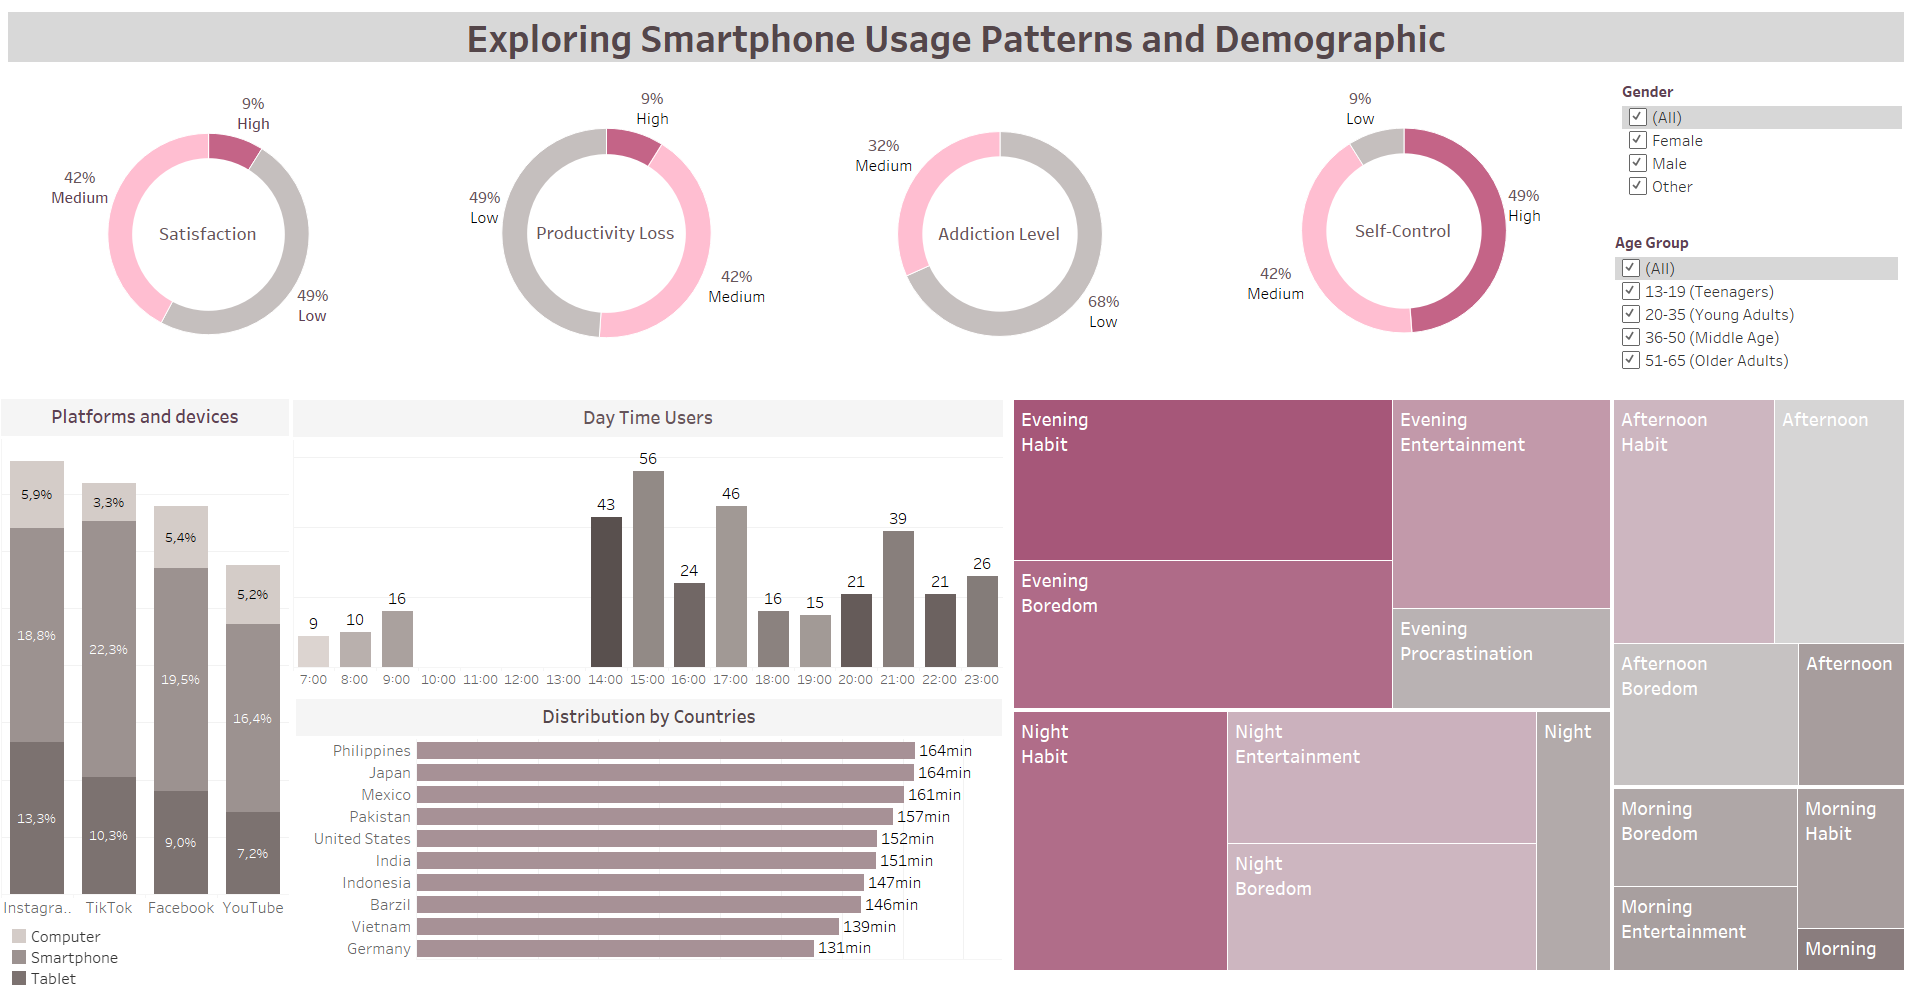 Exploring Smartphone Usage Patterns and Demographic
9%
High
42%
Medium
Satisfaction
49%
Low
9%
High
49%
Low
Productivity Loss
42%
Medium
32%
Medium
Addiction Level
68%
Low
9%
Low
49%
High
Self-Control
42%
Medium
Gender
(All)
Female
Male
Other
Age Group
(All)
13-19 (Teenagers)
20-35 (Young Adults)
36-50 (Middle Age)
51-65 (Older Adults)
Platforms and devices
5,9%
18,8%
13,3%
3,3%
22,3%
10,3%
5,4%
19,5%
9,0%
5,2%
16,4%
7,2%
Instagra.. TikTok Facebook YouTube
Computer
Smartphone
Tablet
Day Time Users
9 10 16 43 56 24 46 16 15 21 39 21 26
7:00 8:00 9:00 10:00 11:00 12:00 13:00 14:00 15:00 16:00 17:00 18:00 19:00 20:00 21:00 22:00 23:00
Distribution by Countries
Philippines 164min
Japan 164min
Mexico 161min
Pakistan 157min
United States 152min
India 151min
Indonesia 147min
Barzil 146min
Vietnam 139min
Germany 131min
Evening
Habit
Evening
Boredom
Evening
Entertainment
Evening
Procrastination
Night
Habit
Night
Entertainment
Night
Boredom
Night
Afternoon
Habit
Afternoon
Afternoon
Boredom
Afternoon
Morning
Boredom
Morning
Habit
Morning
Entertainment
Morning